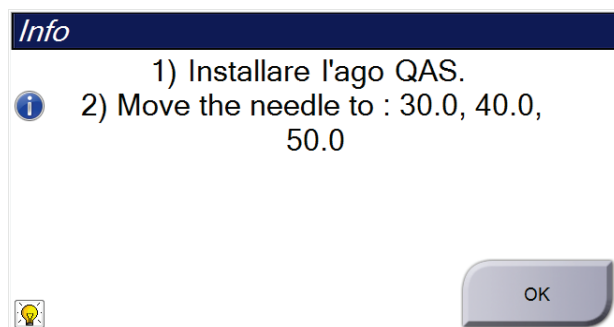 Info
1) Installare l'ago QAS.
2) Move the needle to : 30.0, 40.0,
50.0
OK